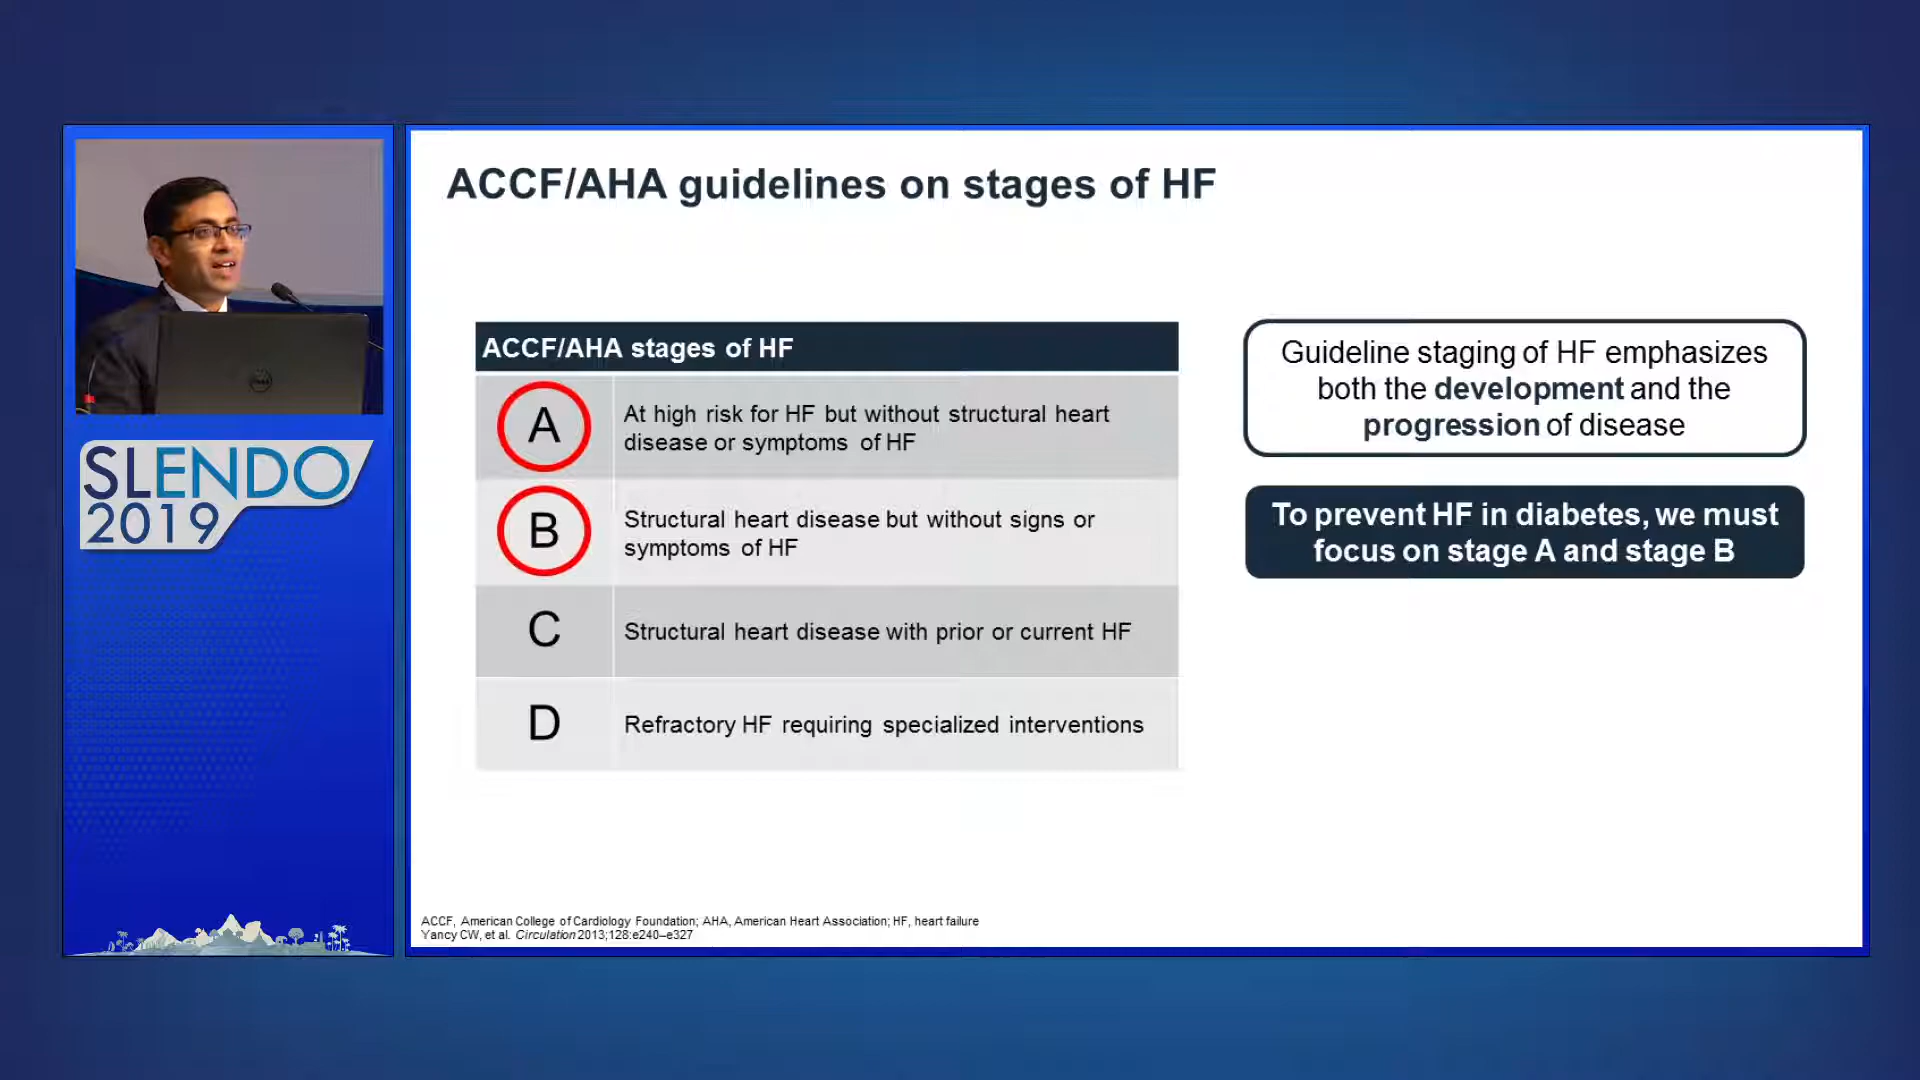 SLENDO
2019
ACCF/AHA guidelines on stages of HF
ACCF/AHA stages of HF
A
At high risk for HF but without structural heart
disease or symptoms of HF
B
Structural heart disease but without signs or
symptoms of HF
C
Structural heart disease with prior or current HF
D
Refractory HF requiring specialized interventions
Guideline staging of HF emphasizes
both the development and the
progression of disease
To prevent HF in diabetes, we must
focus on stage A and stage B
ACCF, American College of Cardiology Foundation; AHA, American Heart Association; HF, heart failure
Yancy CW, et al. Circulation 2013;128:e240–e327